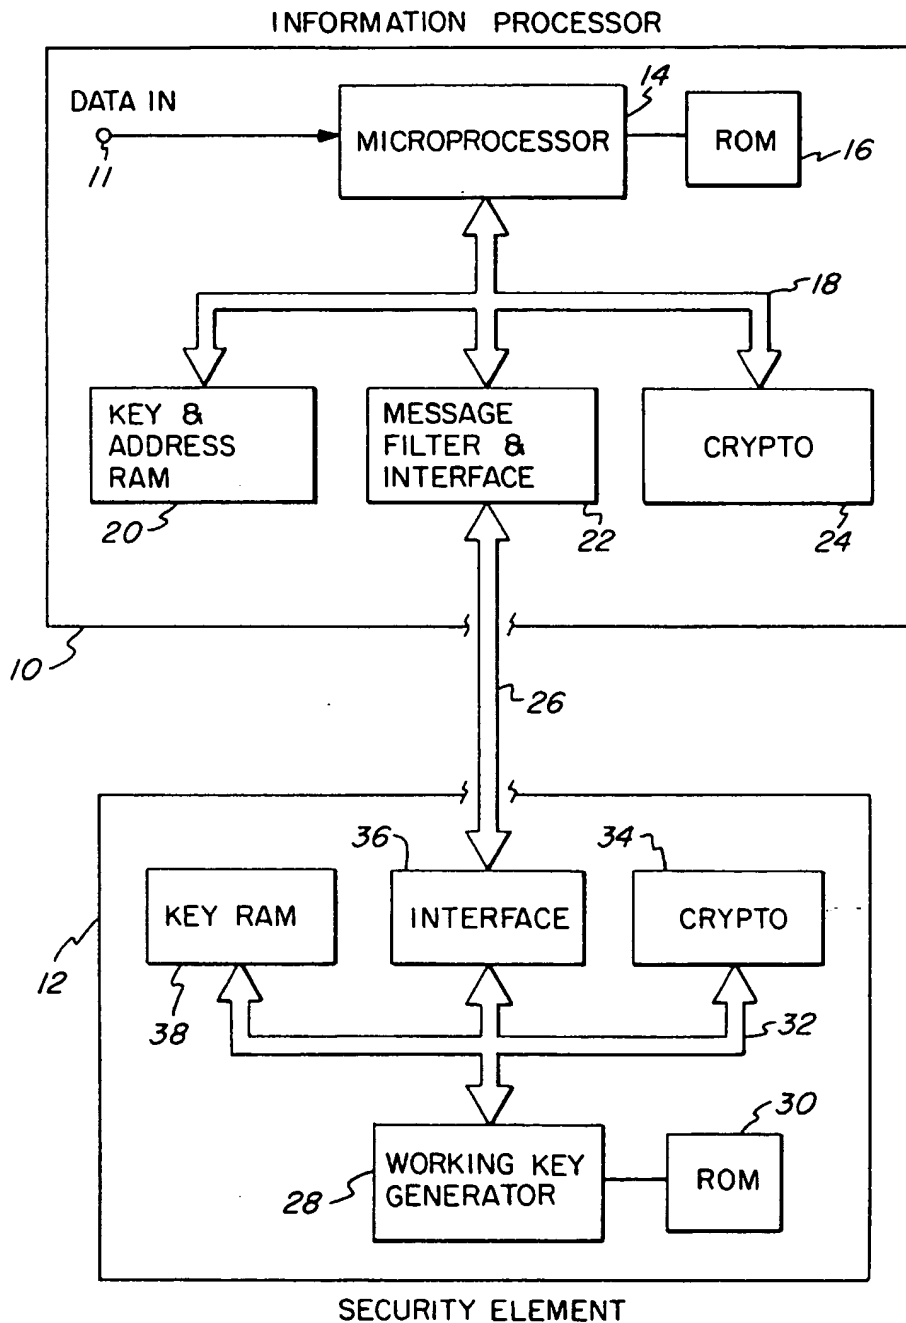 INFORMATION PROCESSOR
DATA IN
11
MICROPROCESSOR
14
ROM
16
18
KEY &
ADDRESS
RAM
20
MESSAGE
FILTER &
INTERFACE
22
CRYPTO
24
10
26
12
KEY RAM
38
36
INTERFACE
34
CRYPTO
32
28
WORKING KEY
GENERATOR
30
ROM
SECURITY ELEMENT